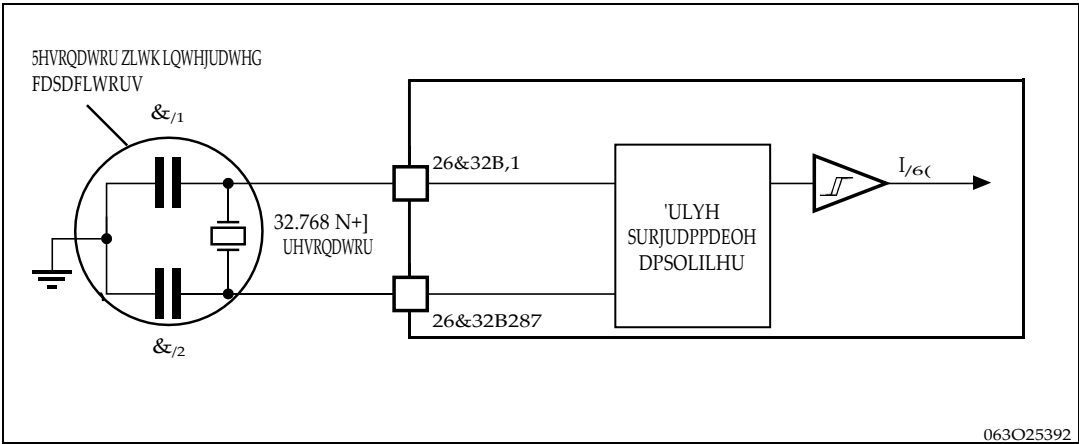 5HVRQDWRU ZLWK LQWHJUDWHG
FDSDFLWRUV
&/1
26&32B,1
I/6(
32.768 N+]
UHVRQDWRU
'ULYH
SURJUDPPDEOH
DPSOLILHU
26&32B287
&/2
063O25392